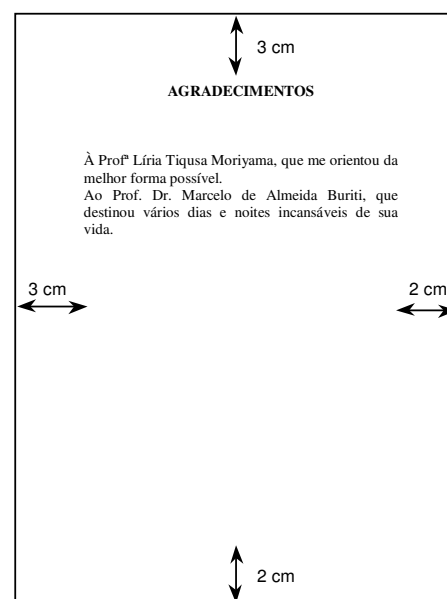 3 cm
AGRADECIMENTOS
À Profª Líria Tiqusa Moriyama, que me orientou da
melhor forma possível.
Ao Prof. Dr. Marcelo de Almeida Buriti, que
destinou vários dias e noites incansáveis de sua
vida.
3 cm
2 cm
2 cm